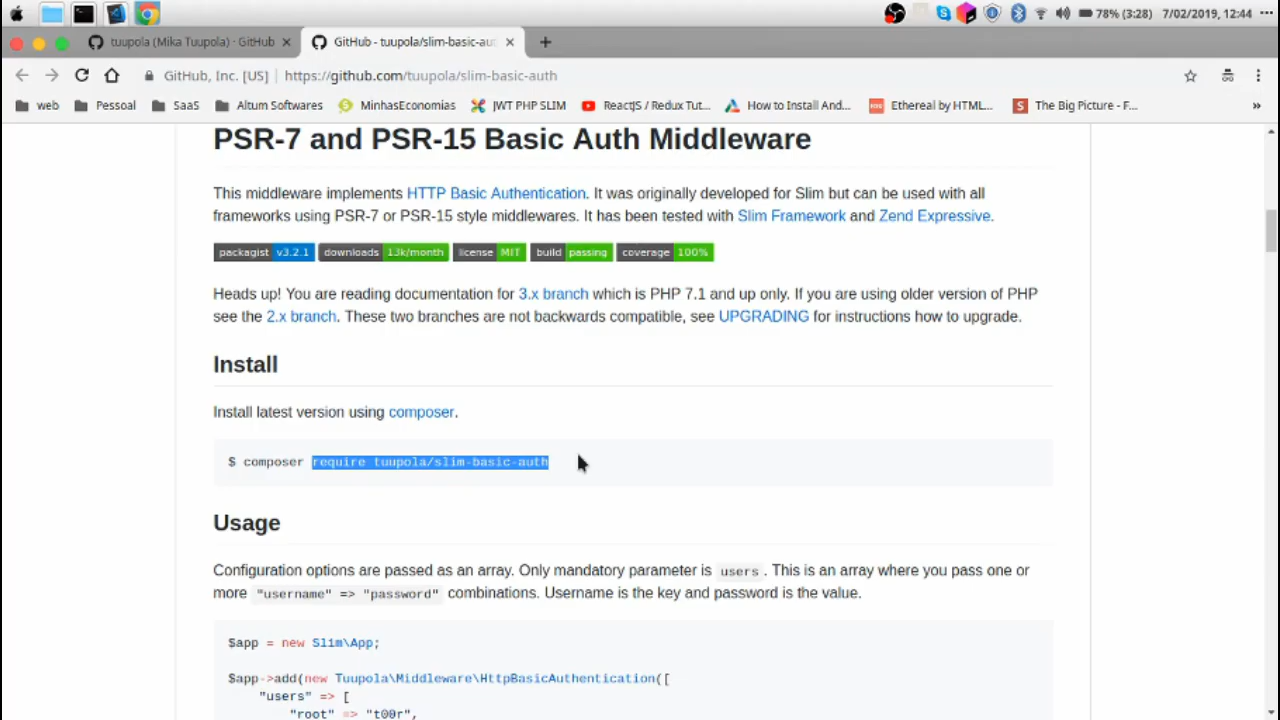 78% (3:28) 7/02/2019, 12:44
tuupola (Mika Tuupola) · GitHub
GitHub - tuupola/slim-basic-au
GitHub, Inc. [US] | https://github.com/tuupola/slim-basic-auth
web Pessoal SaaS Altum Softwares MinhasEconomias JWT PHP SLIM ReactJS / Redux Tut... How to Install And... Ethereal by HTML... The Big Picture - F... »
PSR-7 and PSR-15 Basic Auth Middleware
This middleware implements HTTP Basic Authentication. It was originally developed for Slim but can be used with all
frameworks using PSR-7 or PSR-15 style middlewares. It has been tested with Slim Framework and Zend Expressive.
packagist v3.2.1 downloads 13k/month license MIT build passing coverage 100%
Heads up! You are reading documentation for 3.x branch which is PHP 7.1 and up only. If you are using older version of PHP
see the 2.x branch. These two branches are not backwards compatible, see UPGRADING for instructions how to upgrade.
Install
Install latest version using composer.
$ composer require tuupola/slim-basic-auth
Usage
Configuration options are passed as an array. Only mandatory parameter is users . This is an array where you pass one or
more "username" => "password" combinations. Username is the key and password is the value.
$app = new Slim\App;
$app->add(new Tuupola\Middleware\HttpBasicAuthentication([
"users" => [
"root" => "t00r",